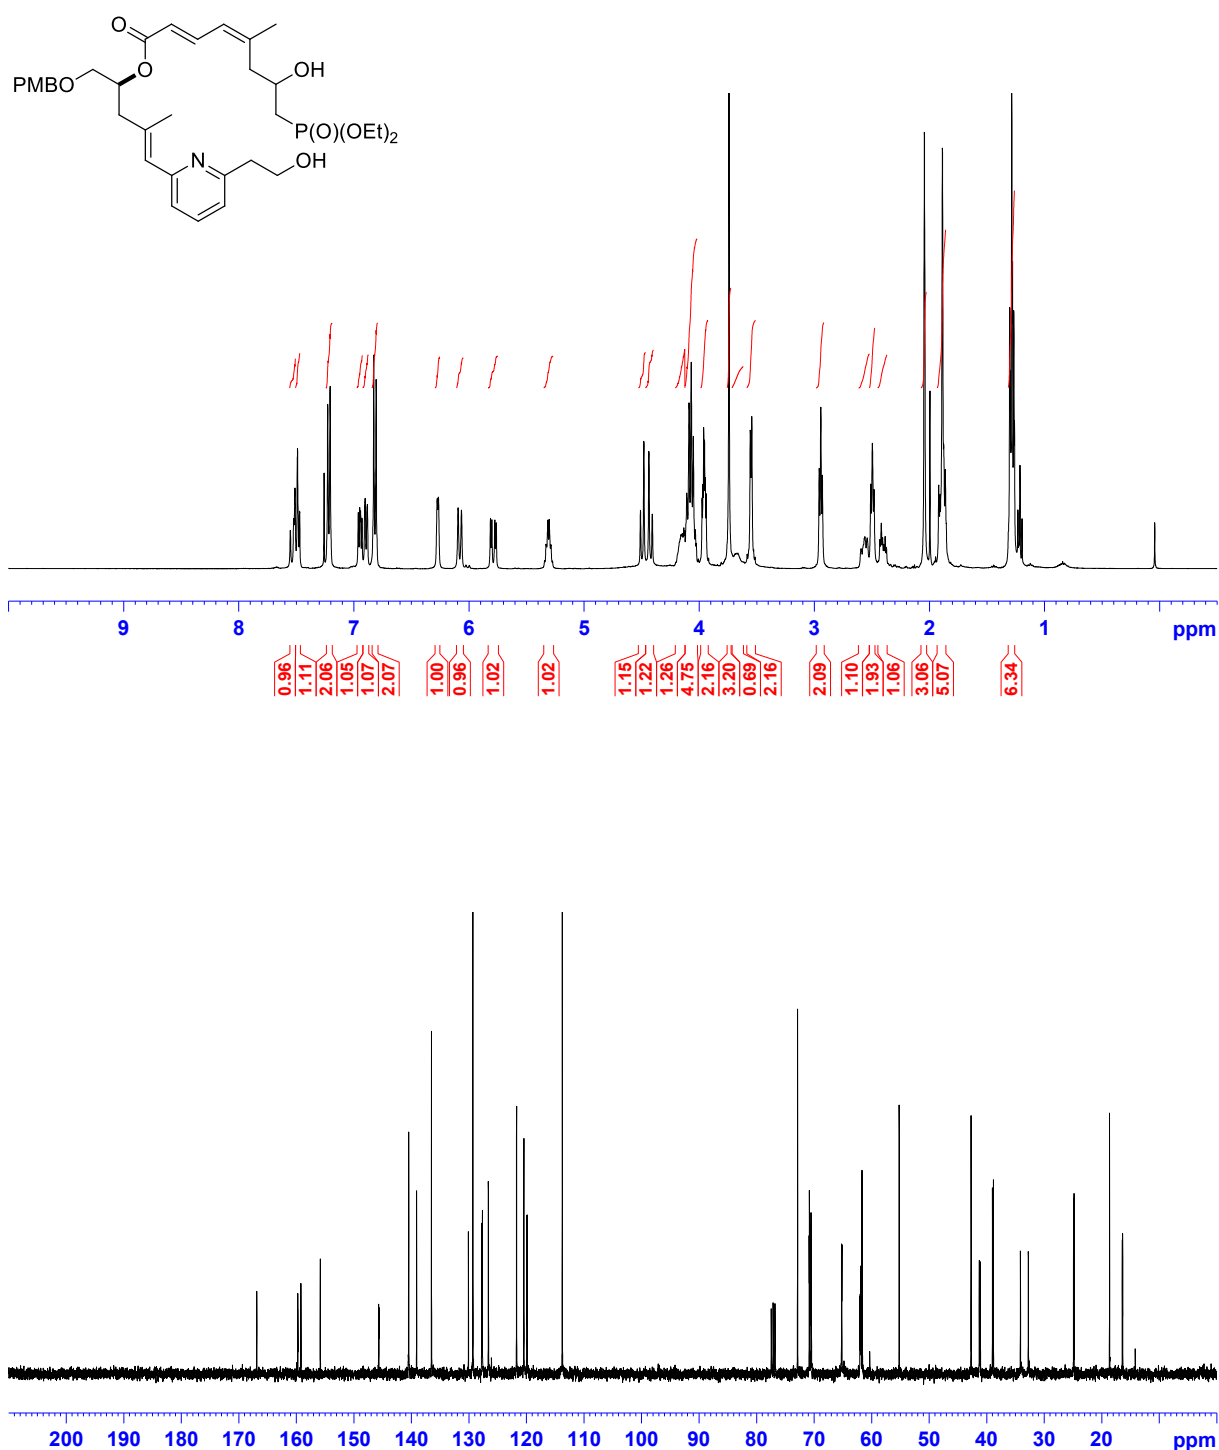 O
O
OH
PMBO
P(O)(OEt)2
N
OH
9 8 7 6 5 4 3 2 1 ppm
0.96 1.11 2.06 1.05 1.07 2.07 1.00 0.96 1.02 1.02 1.15 1.22 1.26 4.75 2.16 3.20 0.69 2.16 2.09 1.10 1.93 1.06 3.06 5.07 6.34
200 190 180 170 160 150 140 130 120 110 100 90 80 70 60 50 40 30 20 ppm